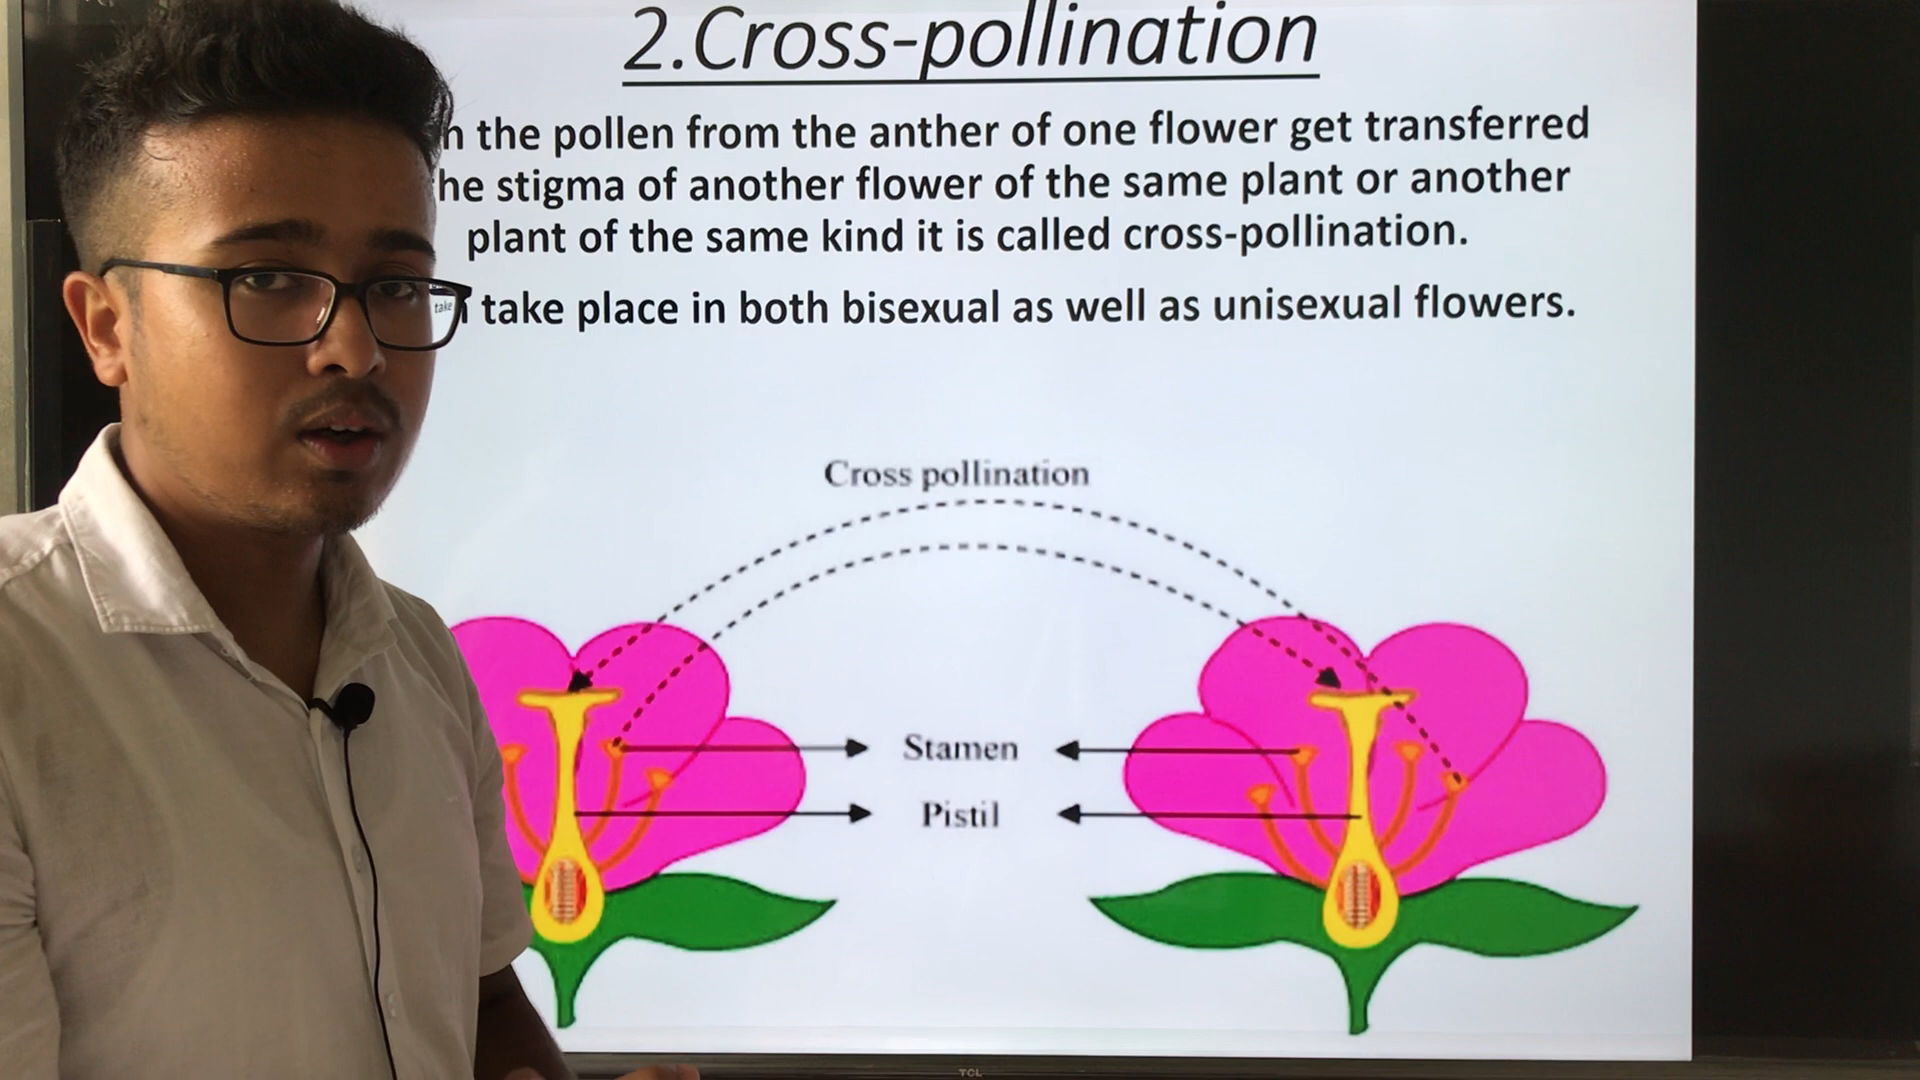 2.Cross-pollination
the pollen from the anther of one flower get transferred
stigma of another flower of the same plant or another
plant of the same kind it is called cross-pollination.
take place in both bisexual as well as unisexual flowers.
Cross pollination
Stamen
Pistil
TCL